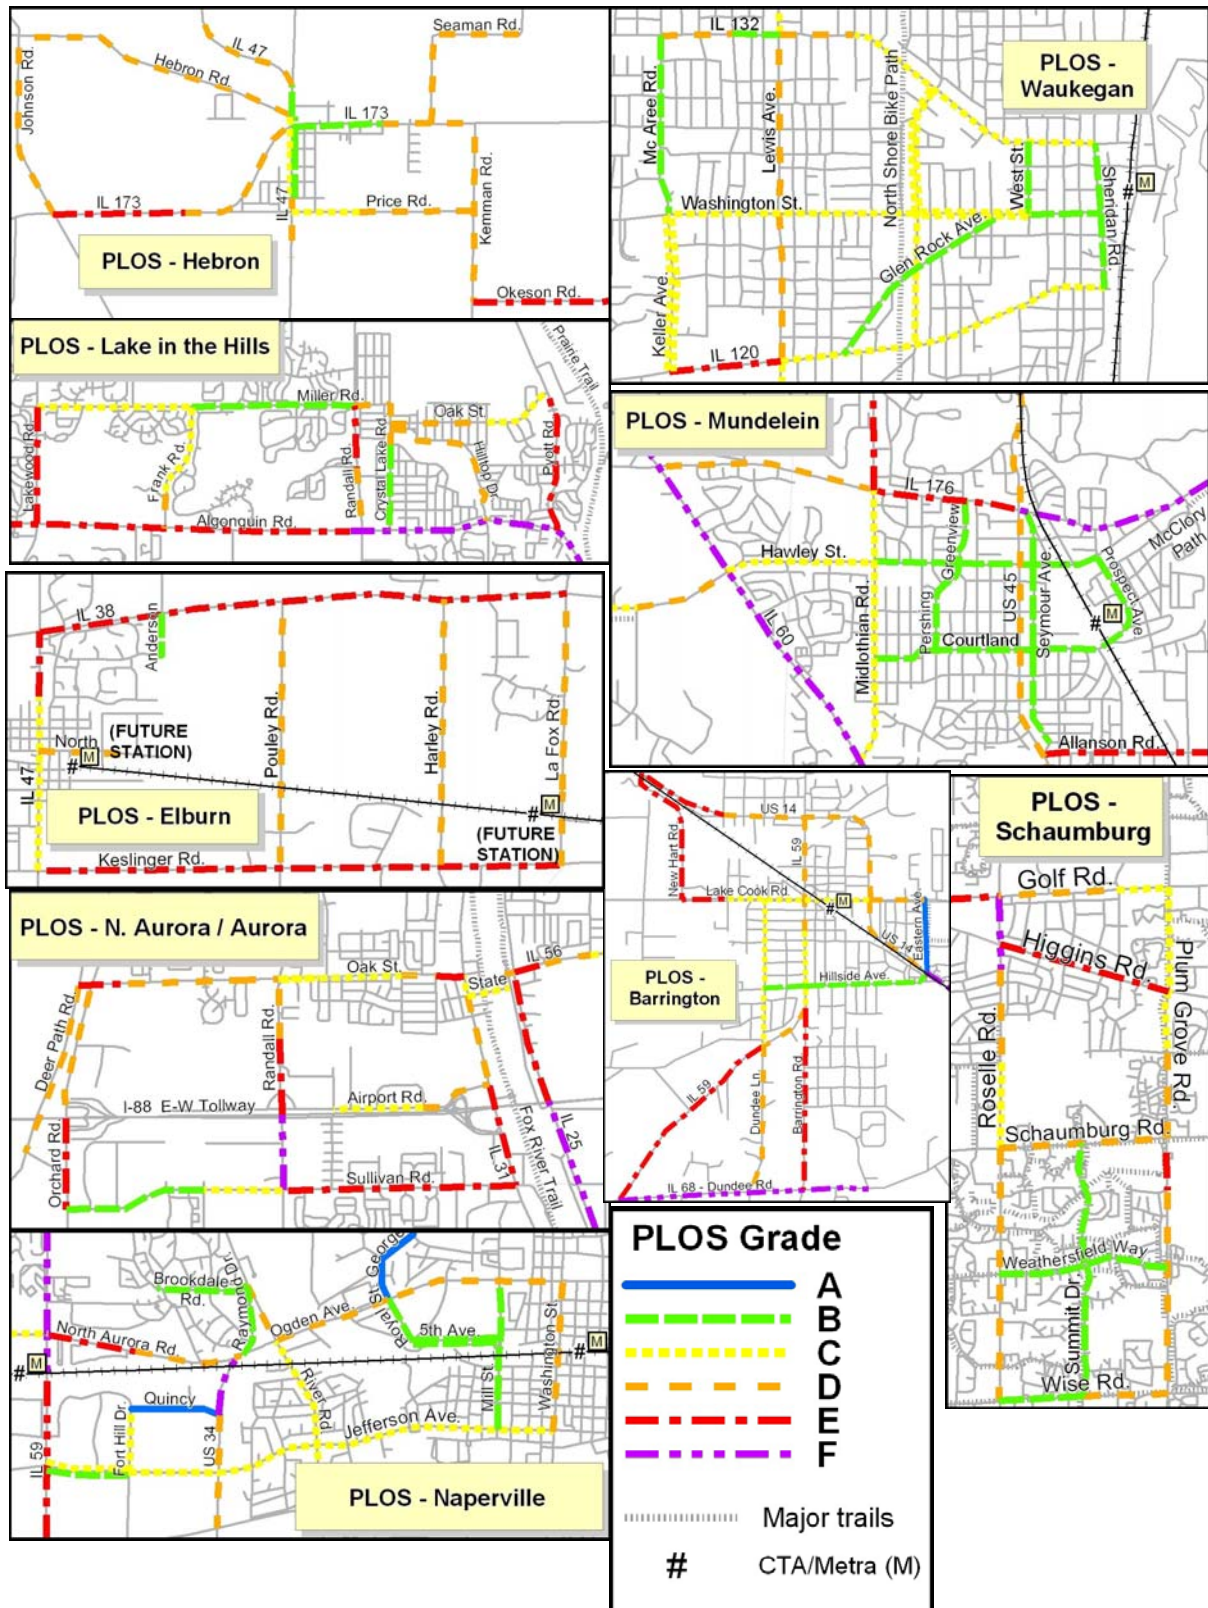 Seaman Rd.
IL 47
Johnson Rd.
Hebron Rd.
IL 173
IL 173
IL 47
Price Rd.
Kemman Rd.
PLOS - Hebron
Okeson Rd.
IL 132
PLOS -
Waukegan
Mc Aree Rd.
Lewis Ave.
North Shore Bike Path
West St.
M
#
Sheridan Rd.
Washington St.
Glen Rock Ave.
Keller Ave.
IL 120
PLOS - Lake in the Hills
Prairie Trail
Miller Rd.
Oak St.
Lakewood Rd.
Frank Rd.
Randall Rd.
Crystal Lake Rd.
Hilltop Dr.
Pyott Rd.
Algonquin Rd.
PLOS - Mundelein
IL 176
McClory
Path
Hawley St.
Greenview
US 45
Seymour Ave.
Prospect Ave
M
#
IL 60
Midlothian Rd.
Pershing
Courtland
Allanson Rd.
IL 38
Anderson
Pouley Rd.
Harley Rd.
La Fox Rd.
North
(FUTURE
STATION)
M
#
IL 47
PLOS - Elburn
M
#
(FUTURE
STATION)
Keslinger Rd.
US 14
New Hart Rd
IL 59
Lake Cook Rd.
M
#
US 14
Eastern Ave.
PLOS -
Barrington
Hillside Ave.
IL 59
Dundee Ln.
Barrington Rd
IL 68 - Dundee Rd.
PLOS -
Schaumburg
Golf Rd.
Higgins Rd
Roselle Rd.
Plum Grove Rd.
Schaumburg Rd.
Weathersfield Way
Summit Dr.
Wise Rd.
PLOS - N. Aurora / Aurora
Oak St.
State
IL 56
Deer Path Rd.
Randall Rd.
I-88 E-W Tollway
Airport Rd.
Orchard Rd.
Sullivan Rd.
IL 31
Fox River Trail
IL 25
Brookdale
Rd.
Raymond Dr.
Ogden Ave.
Royal St. George
5th Ave.
North Aurora Rd.
M
#
M
#
Washington St.
Quincy
River Rd.
Mill St.
Fort Hill Dr.
US 34
Jefferson Ave.
IL 59
PLOS - Naperville
PLOS Grade
A
B
C
D
E
F
Major trails
# CTA/Metra (M)